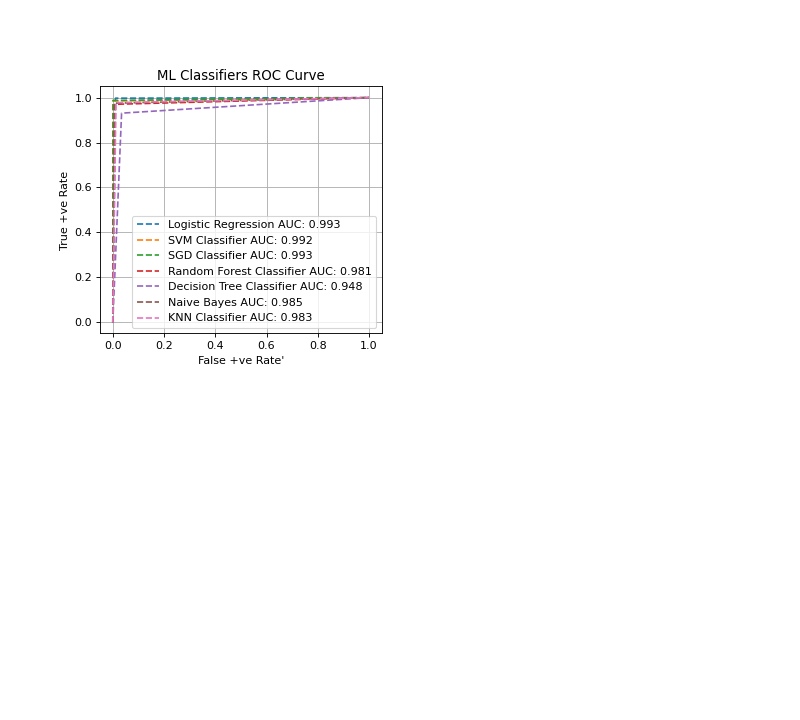 ML Classifiers ROC Curve
True +ve Rate
1.0
0.8
0.6
0.4
0.2
0.0
Logistic Regression AUC: 0.993
SVM Classifier AUC: 0.992
SGD Classifier AUC: 0.993
Random Forest Classifier AUC: 0.981
Decision Tree Classifier AUC: 0.948
Naive Bayes AUC: 0.985
KNN Classifier AUC: 0.983
0.0 0.2 0.4 0.6 0.8 1.0
False +ve Rate'